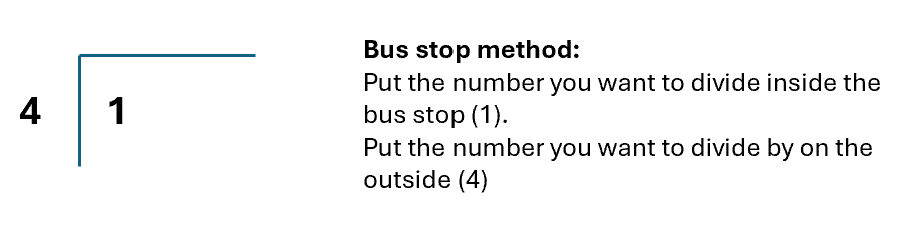 4 1
Bus stop method:
Put the number you want to divide inside the
bus stop (1).
Put the number you want to divide by on the
outside (4)